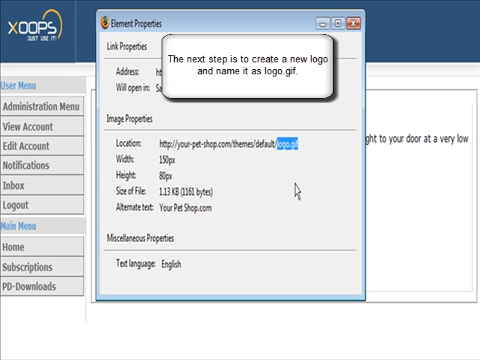 XOOPS
JUST USE IT!
Element Properties
Link Properties
The next step is to create a new logo
and name it as logo.gif.
Address:
Will open in:
Image Properties
Location: http://your-pet-shop.com/themes/default/logo.gif
Width: 150px
Height: 80px
Size of File: 1.13 KB (1161 bytes)
Alternate text: Your Pet Shop.com
Miscellaneous Properties
Text language: English
User Menu
Administration Menu
View Account
Edit Account
Notifications
Inbox
Logout
Main Menu
Home
Subscriptions
PD-Downloads
ght to your door at a very low